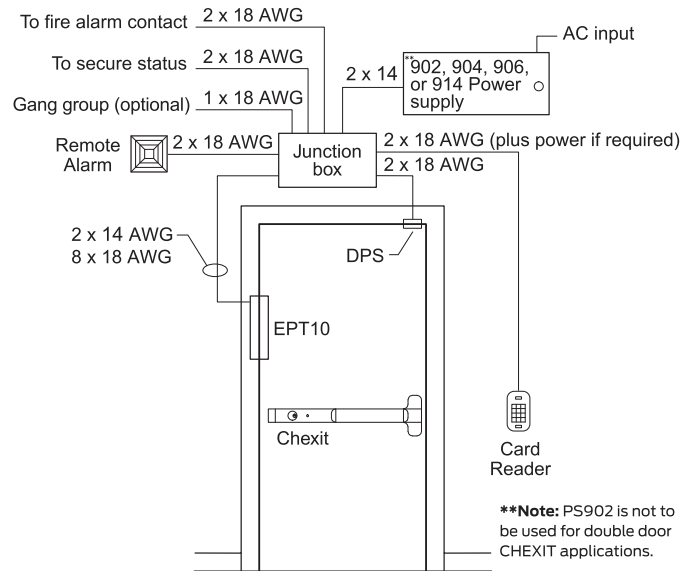 To fire alarm contact
2 x 18 AWG
AC input
To secure status
2 x 18 AWG
2 x 14
**902, 904, 906,
or 914 Power
supply
Gang group (optional)
1 x 18 AWG
Remote
Alarm
2 x 18 AWG
Junction
box
2 x 18 AWG (plus power if required)
2 x 18 AWG
2 x 14 AWG
8 x 18 AWG
DPS
EPT10
Chexit
Card
Reader
**Note: PS902 is not to
be used for double door
CHEXIT applications.